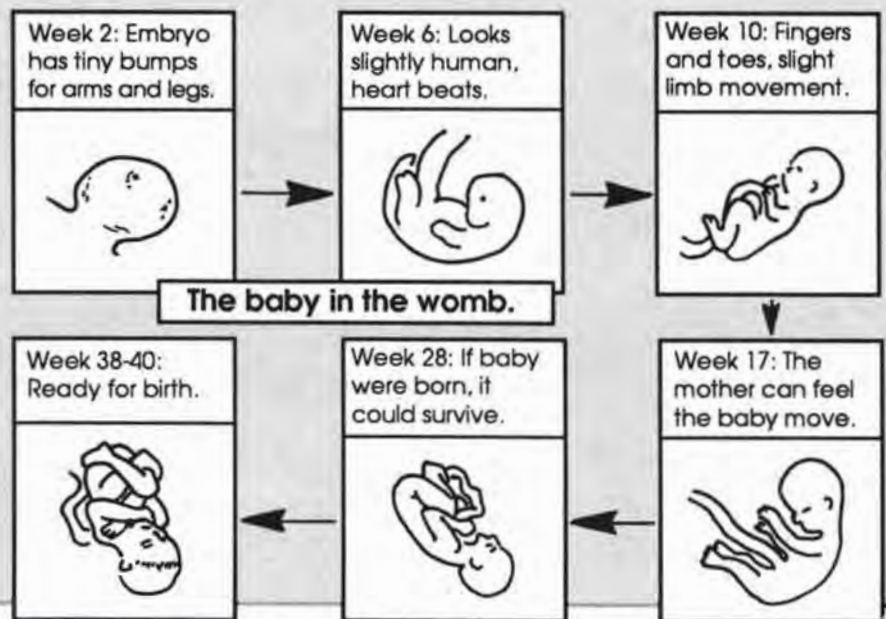 Week 2: Embryo
has tiny bumps
for arms and legs.
Week 6: Looks
slightly human,
heart beats.
Week 10: Fingers
and toes, slight
limb movement.
The baby in the womb.
Week 17: The
mother can feel
the baby move.
Week 28: If baby
were born, it
could survive.
Week 38-40:
Ready for birth.